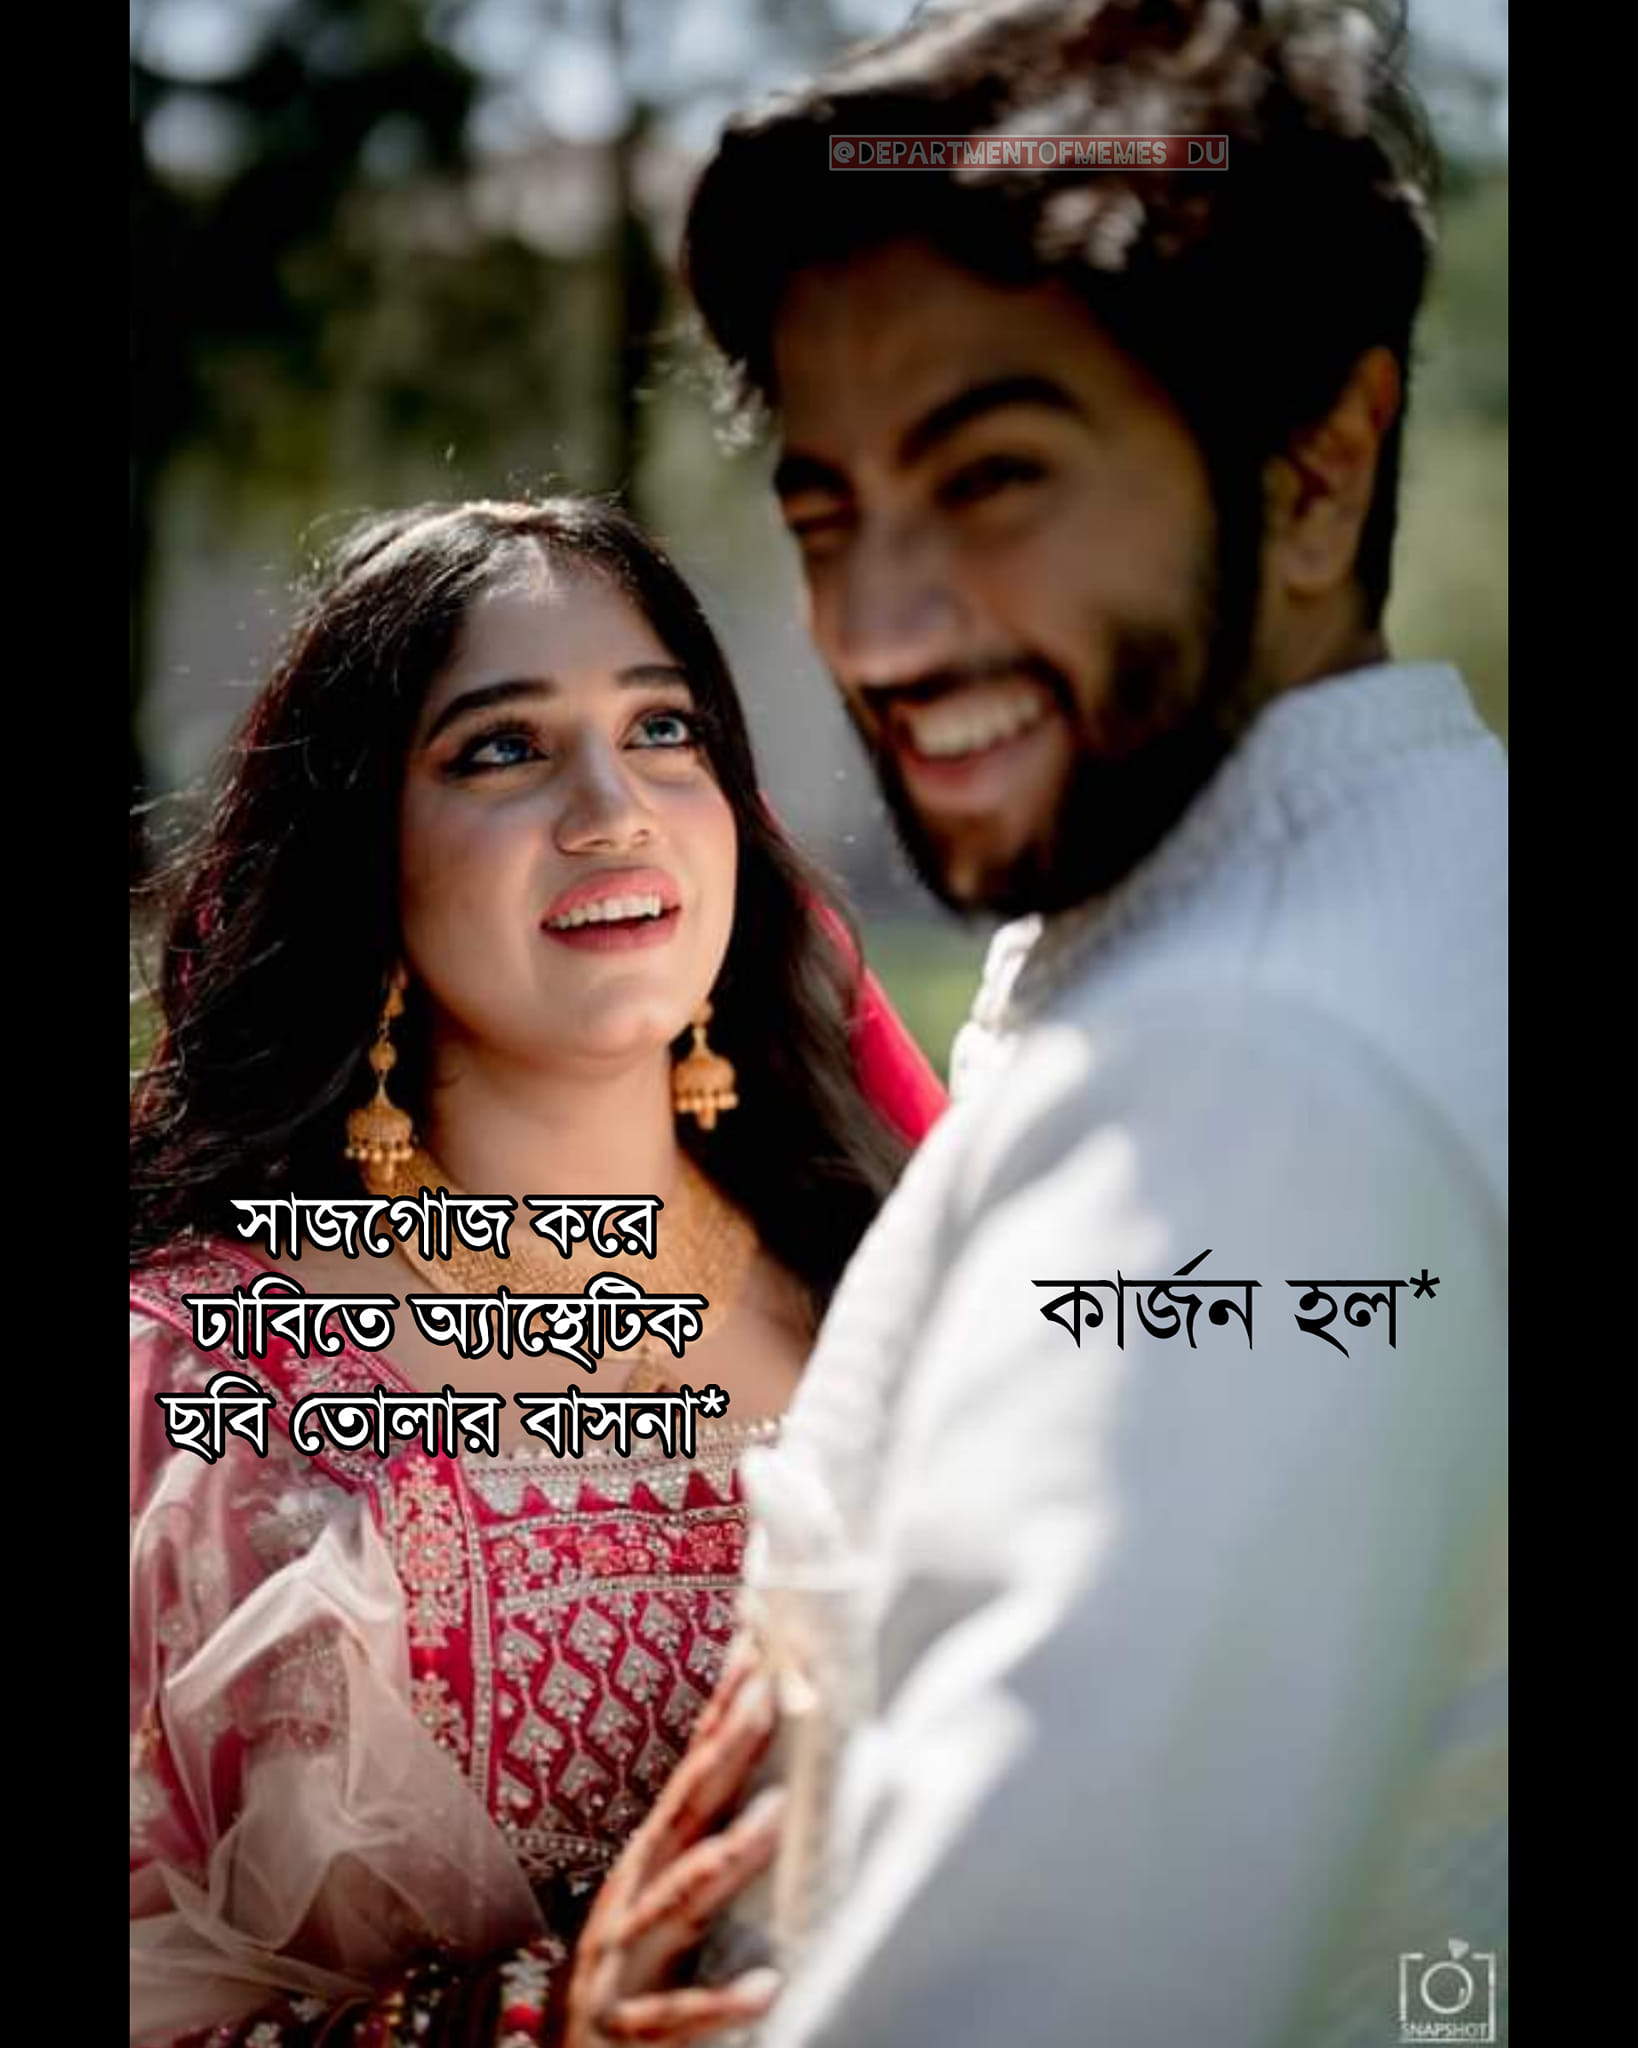 @DEPARTMENTOFMEMES_DU
সাজগোজ করে
ঢাবিতে অ্যাস্থেটিক
ছবি তোলার বাসনা*
কার্জন হল*
SNAPSHOT